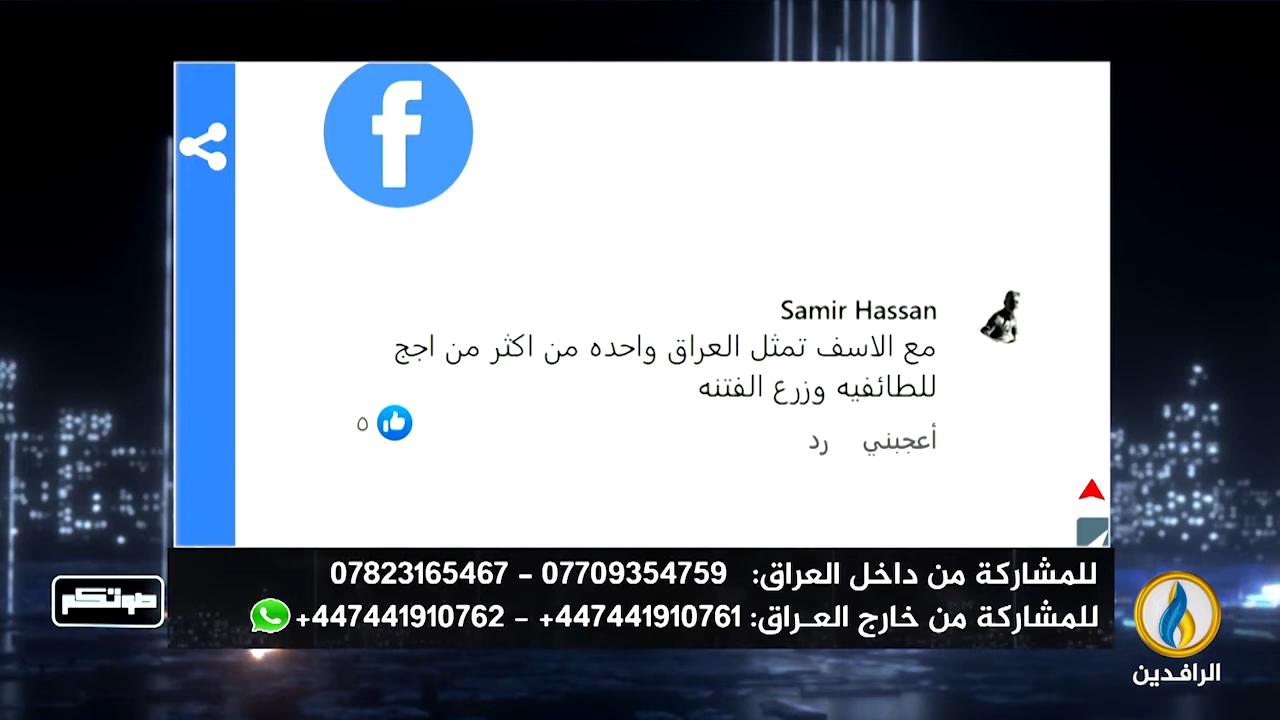 Samir Hassan
مع الاسف تمثل العراق واحده من اكثر من اجج
للطائفيه وزرع الفتنه
٥
أعجبني رد
للمشاركة من داخل العراق: 07709354759 - 07823165467
للمشاركة من خارج العراق: 447441910761+ - 447441910762+
صوتكم
الرافدين